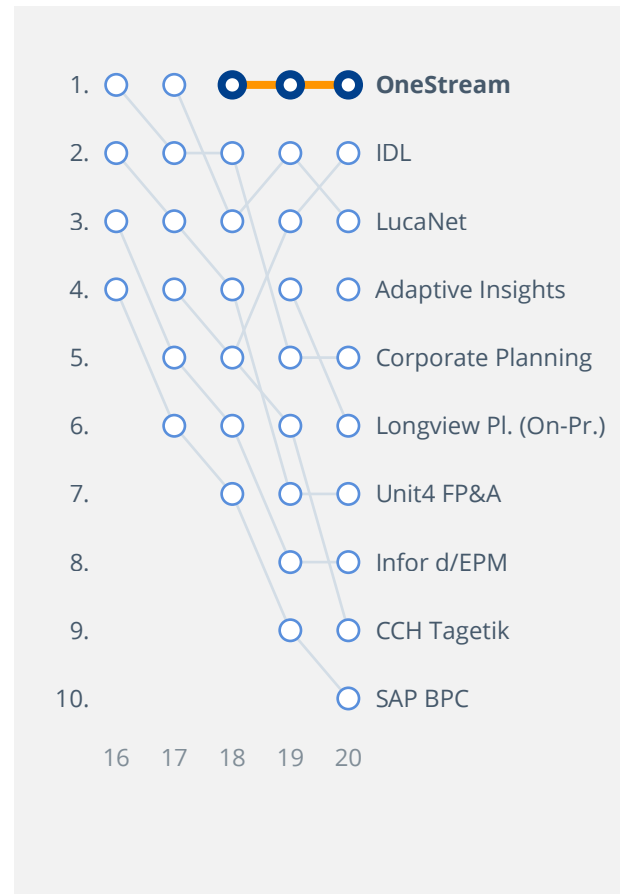 1. OneStream
2. IDL
3. LucaNet
4. Adaptive Insights
5. Corporate Planning
6. Longview Pl. (On-Pr.)
7. Unit4 FP&A
8. Infor d/EPM
9. CCH Tagetik
10. SAP BPC
16 17 18 19 20